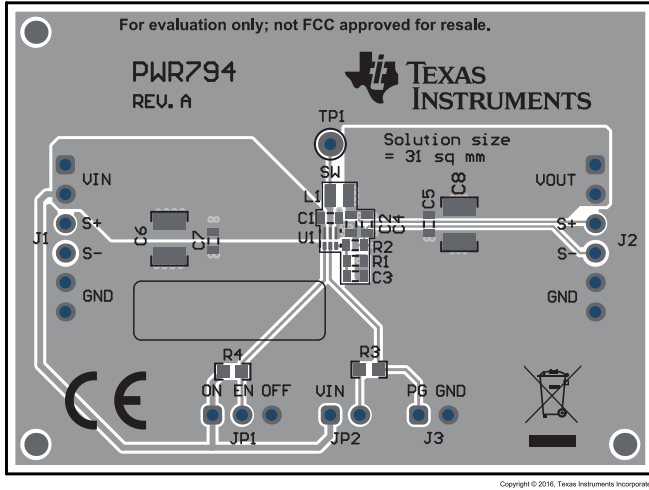 For evaluation only; not FCC approved for resale.
PWR794
REV. A
TEXAS
INSTRUMENTS
TP1
Solution size
= 31 sq mm
SW
VIN
L1
C5
C8
VOUT
J1
S+
S-
C6
C7
C1
U1
C2
C4
R2
R1
C3
S+
S-
J2
GND
GND
R4
R3
ON EN OFF
VIN
PG GND
JP1
JP2
J3
CE
Copyright © 2016, Texas Instruments Incorporate